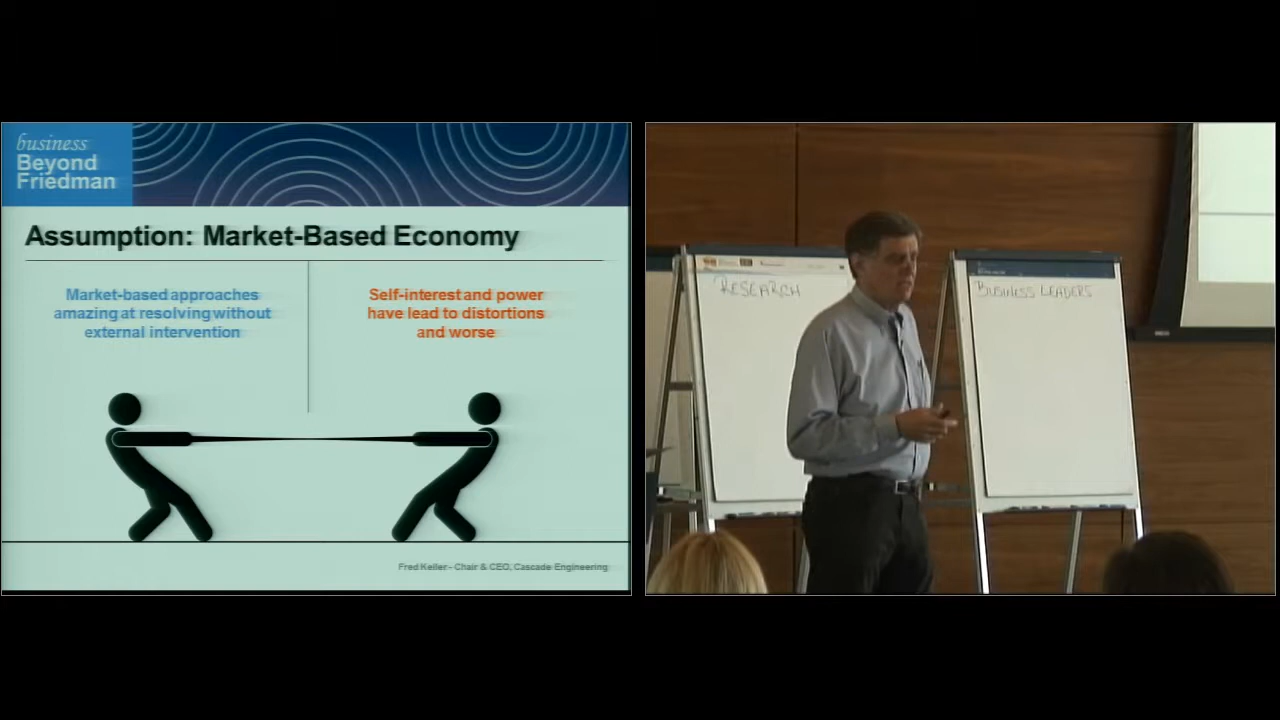 business
Beyond
Friedman
Assumption: Market-Based Economy
Market-based approaches
amazing at resolving without
external intervention
Self-interest and power
have lead to distortions
and worse
Fred Keller - Chair & CEO, Cascade Engineering
RESEARCH
BUSINESS LEADERS